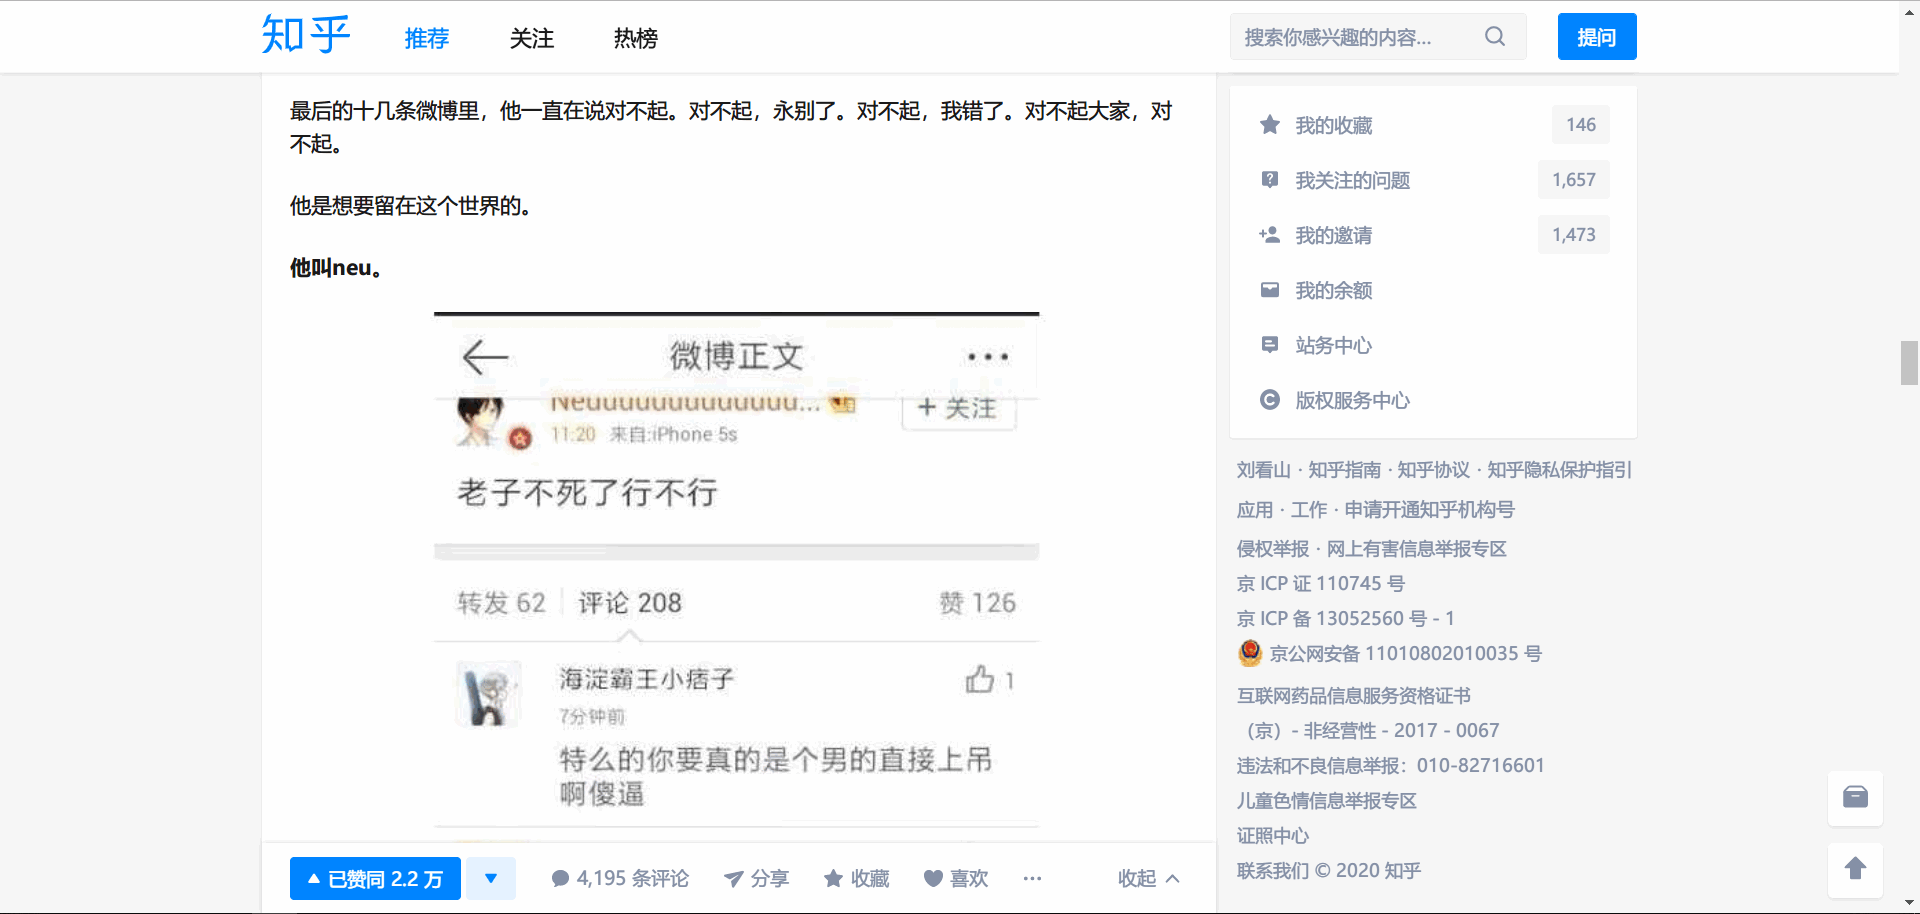 知乎 推荐 关注 热榜 搜索你感兴趣的内容... 提问
最后的十几条微博里，他一直在说对不起。对不起，永别了。对不起，我错了。对不起大家，对
不起。
他是想要留在这个世界的。
他叫neu。
微博正文
Neuuuuuuuuuuuuu...
+ 关注
11:20 来自:iPhone 5s
老子不死了行不行
转发 62 评论 208 赞 126
海淀霸王小痞子 1
7分钟前
特么的你要真的是个男的直接上吊
啊傻逼
已赞同 2.2 万 4,195 条评论 分享 收藏 喜欢 ··· 收起
我的收藏 146
我关注的问题 1,657
我的邀请 1,473
我的余额
站务中心
版权服务中心
刘看山 · 知乎指南 · 知乎协议 · 知乎隐私保护指引
应用 · 工作 · 申请开通知乎机构号
侵权举报 · 网上有害信息举报专区
京 ICP 证 110745 号
京 ICP 备 13052560 号 - 1
京公网安备 11010802010035 号
互联网药品信息服务资格证书
（京）- 非经营性 - 2017 - 0067
违法和不良信息举报：010-82716601
儿童色情信息举报专区
证照中心
联系我们 © 2020 知乎